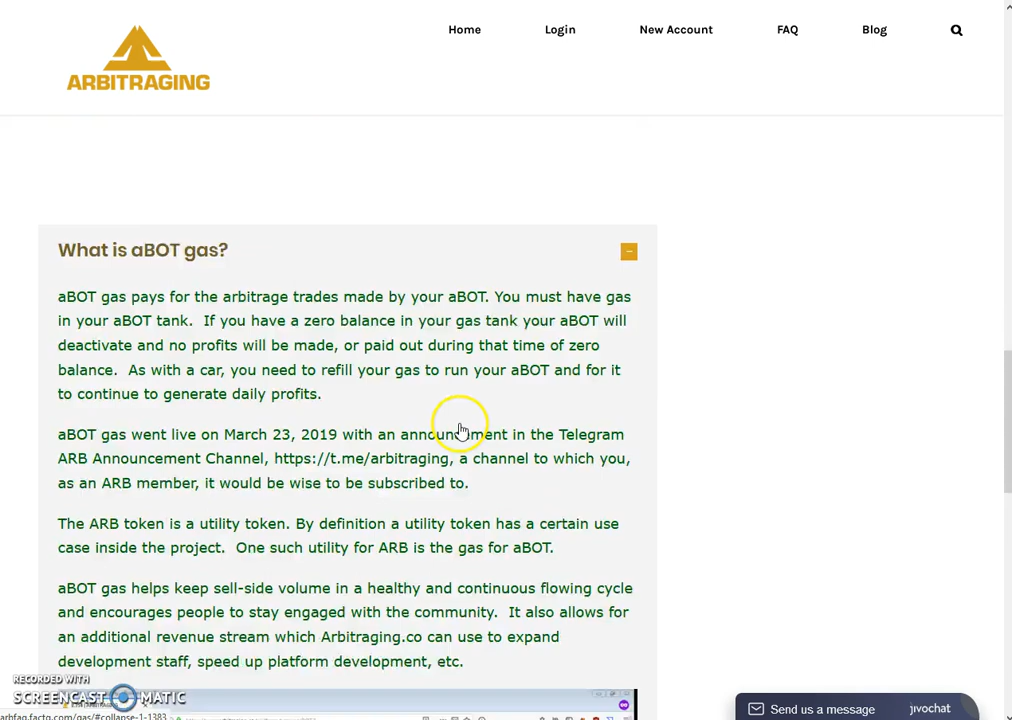 Home Login New Account FAQ Blog
ARBITRAGING
What is aBOT gas?
aBOT gas pays for the arbitrage trades made by your aBOT. You must have gas
in your aBOT tank. If you have a zero balance in your gas tank your aBOT will
deactivate and no profits will be made, or paid out during that time of zero
balance. As with a car, you need to refill your gas to run your aBOT and for it
to continue to generate daily profits.
aBOT gas went live on March 23, 2019 with an announcement in the Telegram
ARB Announcement Channel, https://t.me/arbitraging, a channel to which you,
as an ARB member, it would be wise to be subscribed to.
The ARB token is a utility token. By definition a utility token has a certain use
case inside the project. One such utility for ARB is the gas for aBOT.
aBOT gas helps keep sell-side volume in a healthy and continuous flowing cycle
and encourages people to stay engaged with the community. It also allows for
an additional revenue stream which Arbitraging.co can use to expand
development staff, speed up platform development, etc.
RECORDED WITH
SCREENCAST MATIC
arbfaq.factg.com/gas/#collapse-1-1383
Send us a message jivochat